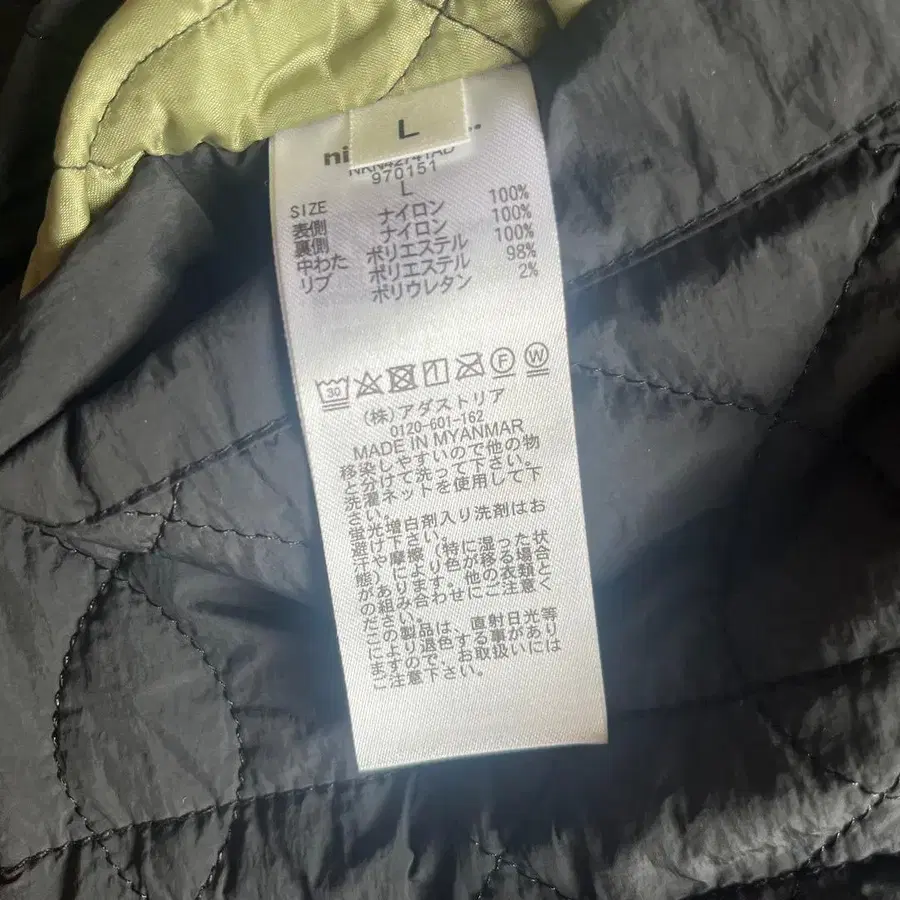 L
ni
NRN42741AD
970151
L
SIZE
表側 ナイロン 100%
裏側 ナイロン 100%
中わた ポリエステル 100%
リブ ポリエステル 98%
ポリウレタン 2%
30
F W
(株)アダストリア
0120-601-162
MADE IN MYANMAR
移染しやすいので他の物
と分けて洗って下さい。
洗濯ネットを使用して下
さい。
蛍光増白剤入り洗剤はお
避け下さい。
汗や摩擦(特に湿った状
態)により色が移る場合
があります。他の衣類と
の組み合わせにご注意く
ださい。
この製品は、直射日光等
により退色する事があり
ますので、お取扱いには
ご注意下さい。